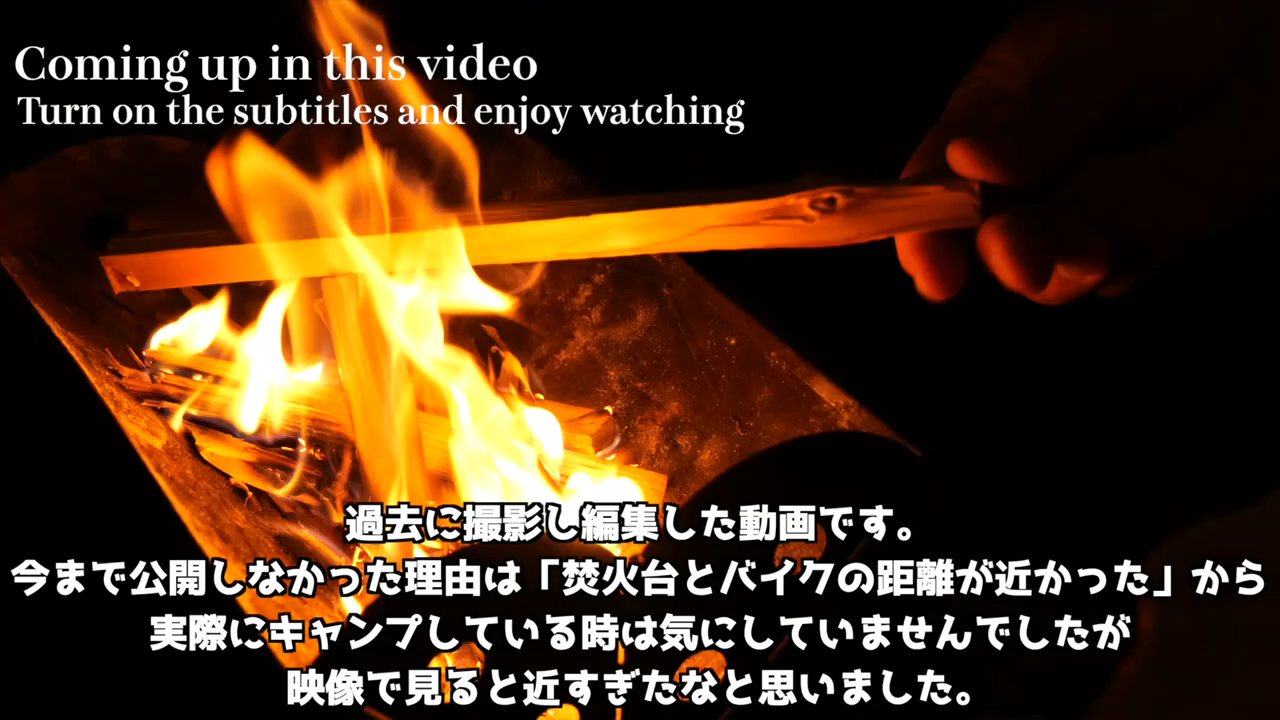 Coming up in this video
Turn on the subtitles and enjoy watching
過去に撮影し編集した動画です。
今まで公開しなかった理由は「焚火台とバイクの距離が近かった」から
実際にキャンプしている時は気にしていませんでしたが
映像で見ると近すぎたなと思いました。